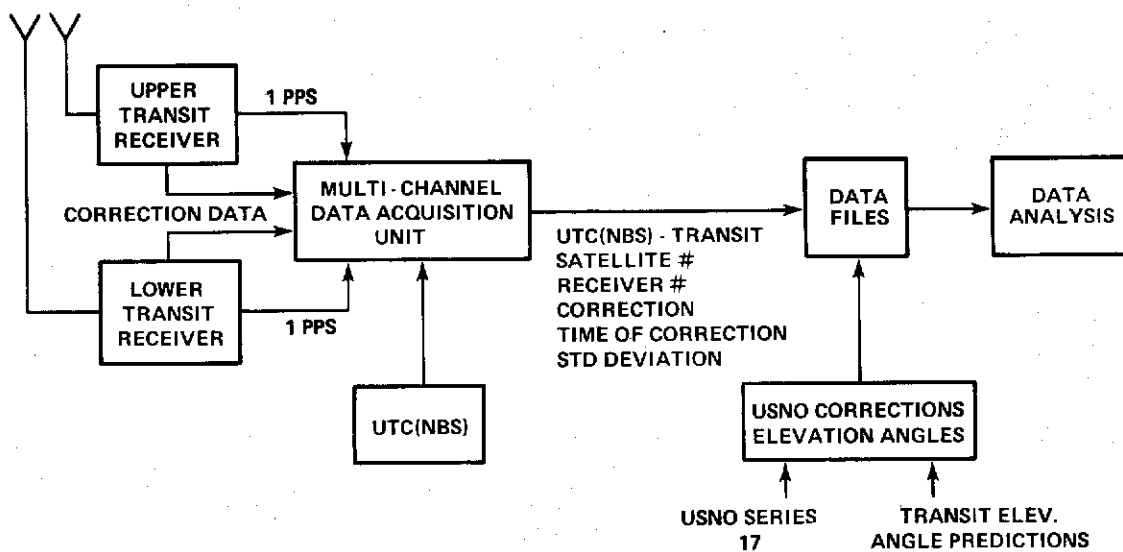 UPPER
TRANSIT
RECEIVER
1 PPS
CORRECTION DATA
LOWER
TRANSIT
RECEIVER
1 PPS
MULTI - CHANNEL
DATA ACQUISITION
UNIT
UTC(NBS)
UTC(NBS) - TRANSIT
SATELLITE #
RECEIVER #
CORRECTION
TIME OF CORRECTION
STD DEVIATION
DATA
FILES
DATA
ANALYSIS
USNO CORRECTIONS
ELEVATION ANGLES
USNO SERIES
17
TRANSIT ELEV.
ANGLE PREDICTIONS